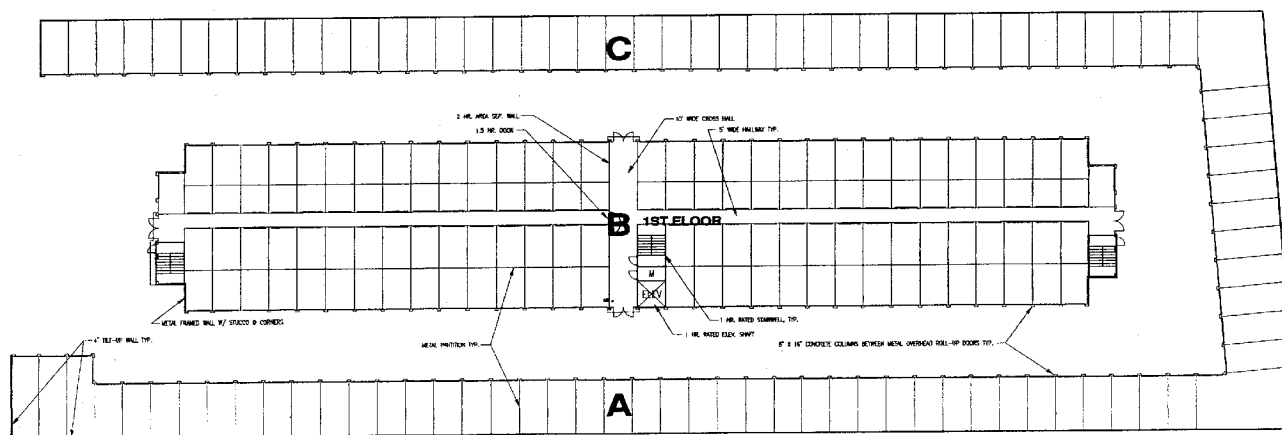 C
2 HR. AREA SEP. WALL
10' WIDE CROSS HALL
1.5 HR. DOOR
5' WIDE HALLWAY TYP.
B 1ST FLOOR
M
ELEV
METAL FRAMED WALL W/ STUCCO @ CORNERS
1 HR. RATED STAIRWELL, TYP.
TILT-UP WALL TYP.
METAL PARTITION TYP.
1 HR. RATED ELEV. SHAFT
8" X 16" CONCRETE COLUMNS BETWEEN METAL OVERHEAD ROLL-UP DOORS TYP.
A